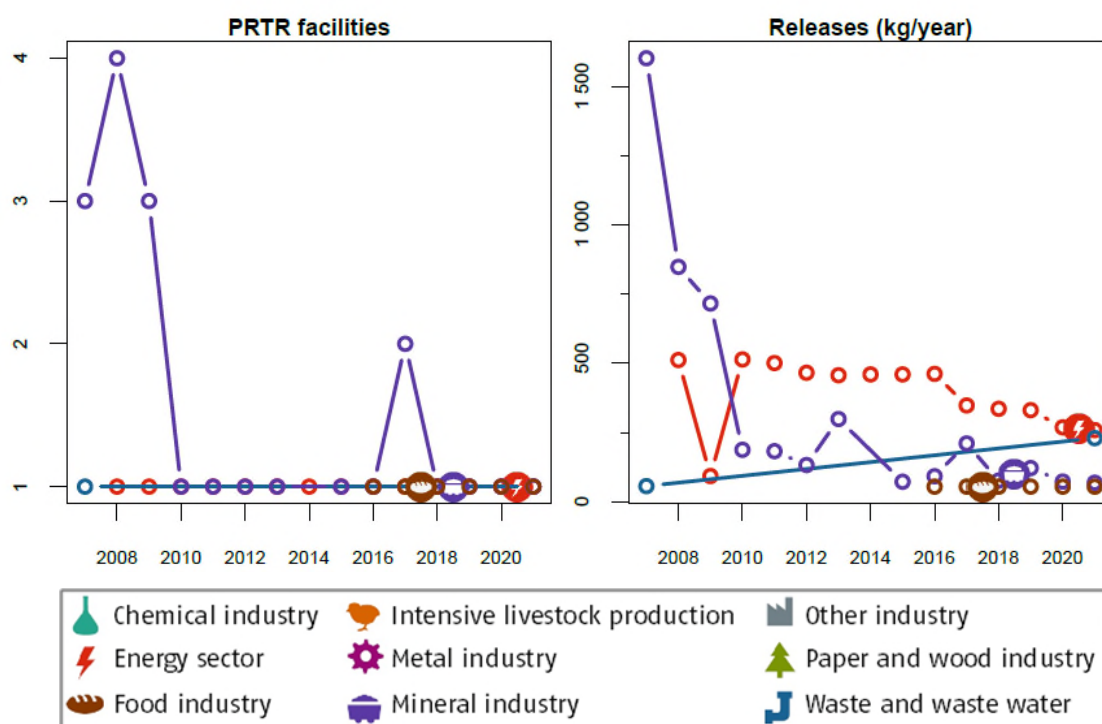 PRTR facilities
4
3
2
1
2008 2010 2012 2014 2016 2018 2020
Releases (kg/year)
1 500
1 000
500
0
2008 2010 2012 2014 2016 2018 2020
Chemical industry Intensive livestock production Other industry
Energy sector Metal industry Paper and wood industry
Food industry Mineral industry Waste and waste water